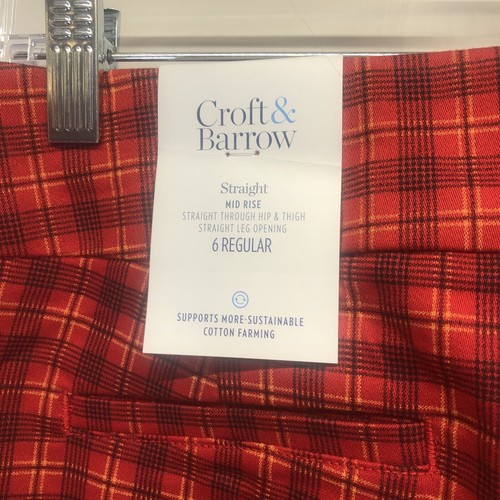 Croft&
Barrow
Straight
MID RISE
STRAIGHT THROUGH HIP & THIGH
STRAIGHT LEG OPENING
6 REGULAR
SUPPORTS MORE-SUSTAINABLE
COTTON FARMING